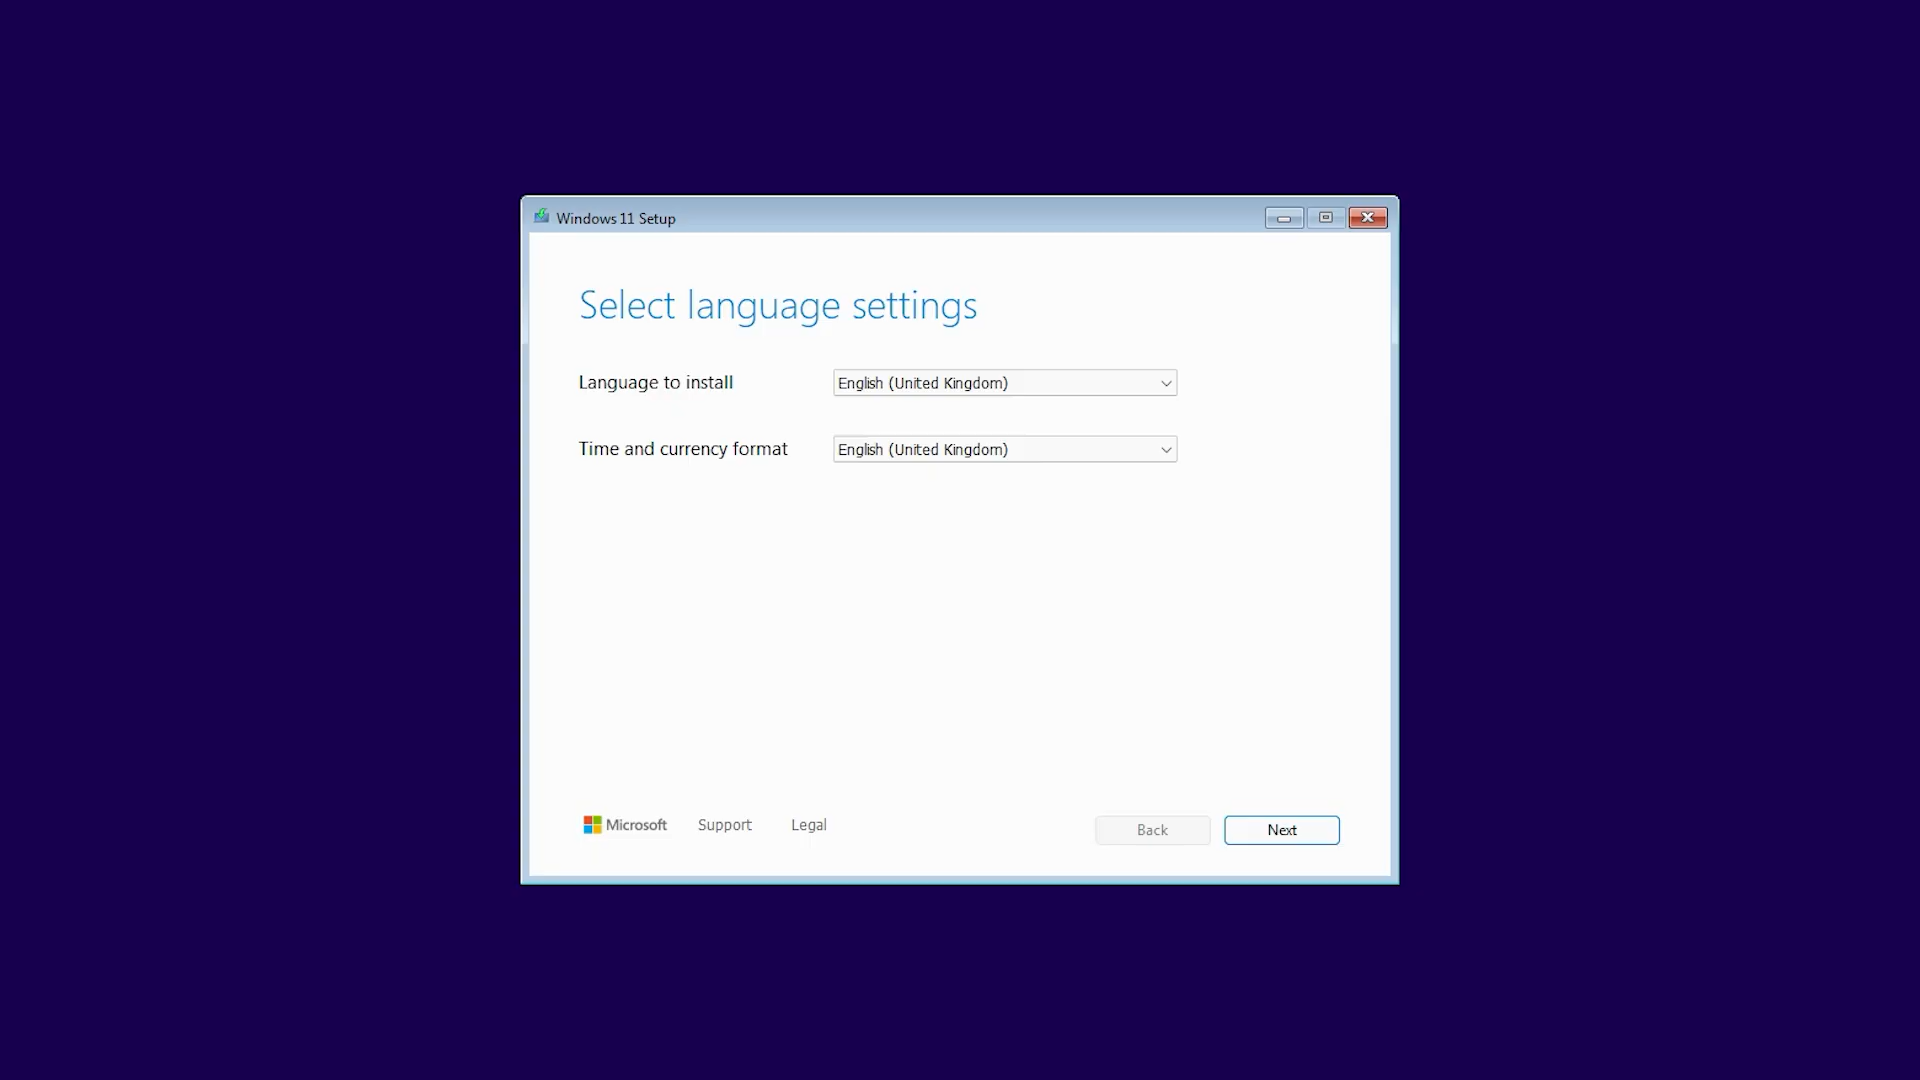 Windows 11 Setup
Select language settings
Language to install
English (United Kingdom)
Time and currency format
English (United Kingdom)
Microsoft
Support
Legal
Back
Next